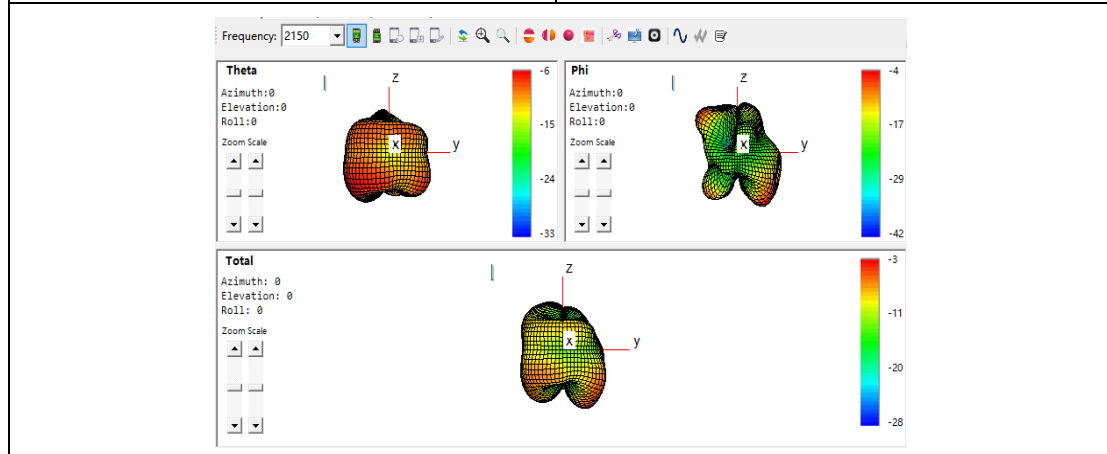 Frequency: 2150
Theta
Azimuth:0
Elevation:0
Roll:0
Zoom Scale
z
x
y
-6
-15
-24
-33
Phi
Azimuth:0
Elevation:0
Roll:0
Zoom Scale
z
x
y
-4
-17
-29
-42
Total
Azimuth: 0
Elevation: 0
Roll: 0
Zoom Scale
z
x
y
-3
-11
-20
-28